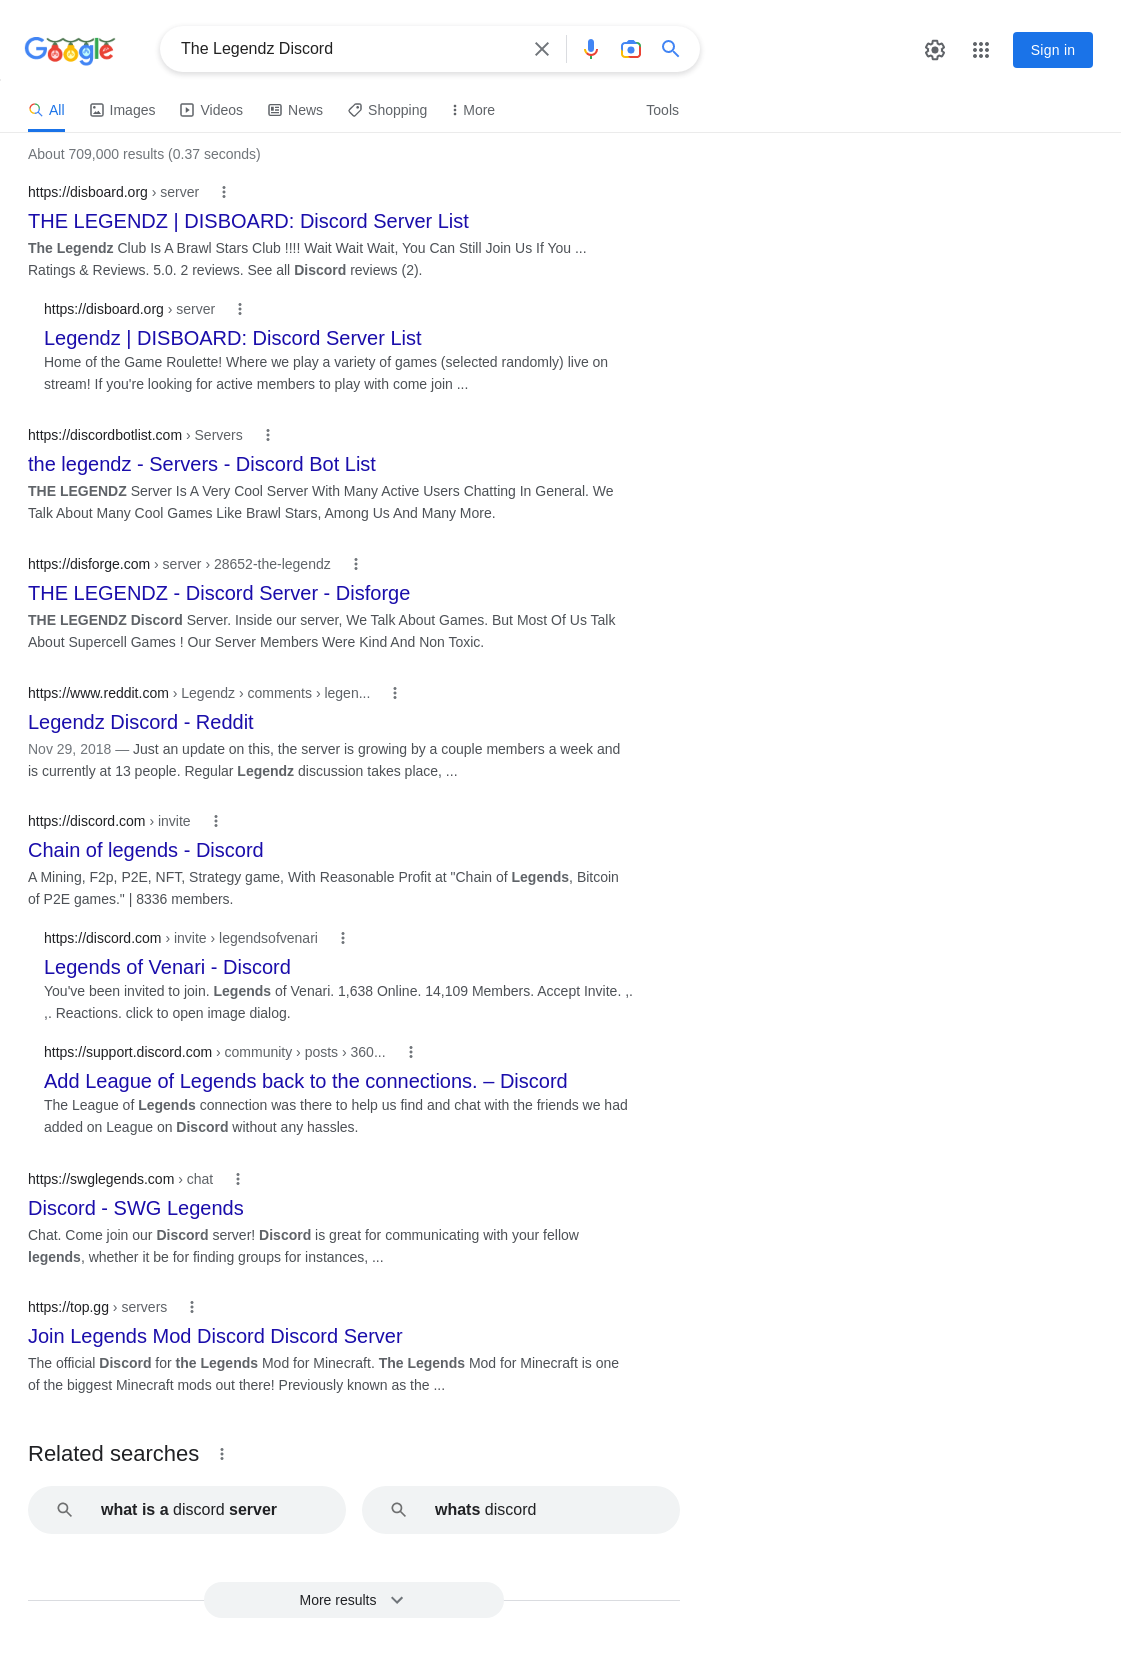 Google
The Legendz Discord
Sign in
All Images Videos News Shopping More Tools
About 709,000 results (0.37 seconds)
https://disboard.org › server
THE LEGENDZ | DISBOARD: Discord Server List
The Legendz Club Is A Brawl Stars Club !!!! Wait Wait Wait, You Can Still Join Us If You ...
Ratings & Reviews. 5.0. 2 reviews. See all Discord reviews (2).
https://disboard.org › server
Legendz | DISBOARD: Discord Server List
Home of the Game Roulette! Where we play a variety of games (selected randomly) live on
stream! If you're looking for active members to play with come join ...
https://discordbotlist.com › Servers
the legendz - Servers - Discord Bot List
THE LEGENDZ Server Is A Very Cool Server With Many Active Users Chatting In General. We
Talk About Many Cool Games Like Brawl Stars, Among Us And Many More.
https://disforge.com › server › 28652-the-legendz
THE LEGENDZ - Discord Server - Disforge
THE LEGENDZ Discord Server. Inside our server, We Talk About Games. But Most Of Us Talk
About Supercell Games ! Our Server Members Were Kind And Non Toxic.
https://www.reddit.com › Legendz › comments › legen...
Legendz Discord - Reddit
Nov 29, 2018 — Just an update on this, the server is growing by a couple members a week and
is currently at 13 people. Regular Legendz discussion takes place, ...
https://discord.com › invite
Chain of legends - Discord
A Mining, F2p, P2E, NFT, Strategy game, With Reasonable Profit at "Chain of Legends, Bitcoin
of P2E games." | 8336 members.
https://discord.com › invite › legendsofvenari
Legends of Venari - Discord
You've been invited to join. Legends of Venari. 1,638 Online. 14,109 Members. Accept Invite. ,.
,. Reactions. click to open image dialog.
https://support.discord.com › community › posts › 360...
Add League of Legends back to the connections. – Discord
The League of Legends connection was there to help us find and chat with the friends we had
added on League on Discord without any hassles.
https://swglegends.com › chat
Discord - SWG Legends
Chat. Come join our Discord server! Discord is great for communicating with your fellow
legends, whether it be for finding groups for instances, ...
https://top.gg › servers
Join Legends Mod Discord Discord Server
The official Discord for the Legends Mod for Minecraft. The Legends Mod for Minecraft is one
of the biggest Minecraft mods out there! Previously known as the ...
Related searches
what is a discord server
whats discord
More results